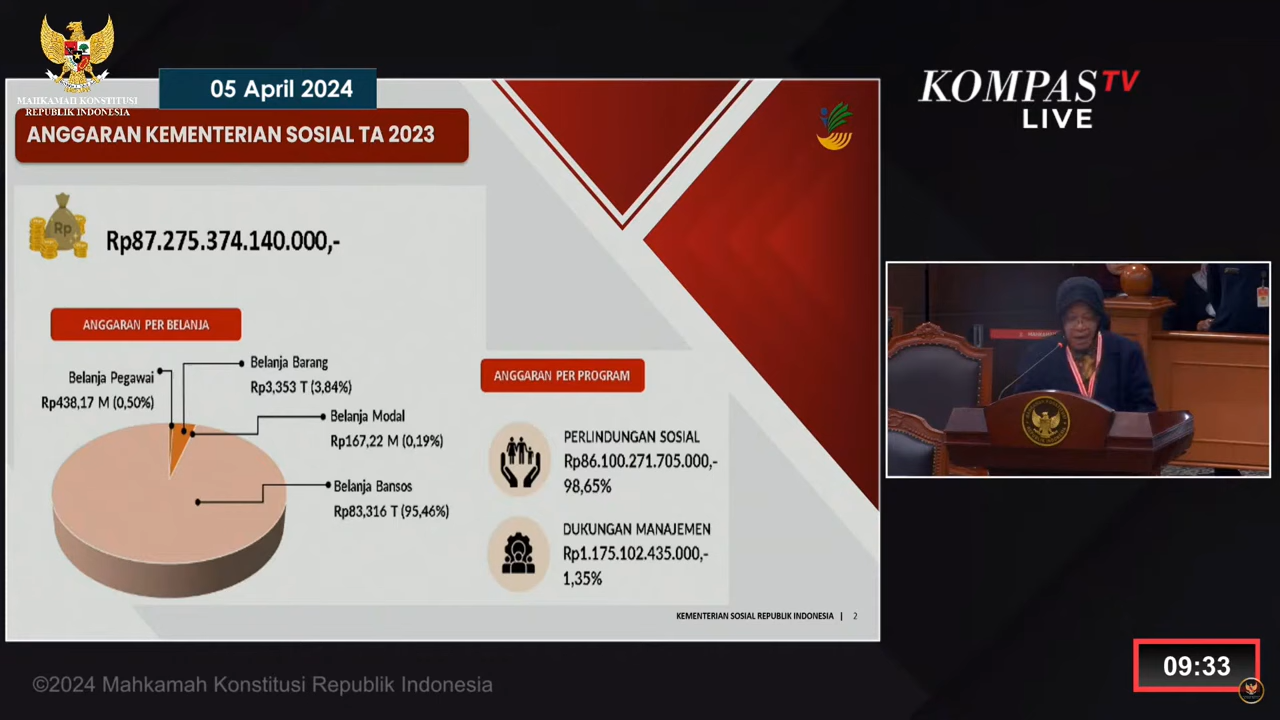 MAHKAMAH KONSTITUSI
REPUBLIK INDONESIA
05 April 2024
ANGGARAN KEMENTERIAN SOSIAL TA 2023
Rp
Rp87.275.374.140.000,-
ANGGARAN PER BELANJA
Belanja Pegawai
Rp438,17 M (0,50%)
Belanja Barang
Rp3,353 T (3,84%)
Belanja Modal
Rp167,22 M (0,19%)
Belanja Bansos
Rp83,316 T (95,46%)
ANGGARAN PER PROGRAM
PERLINDUNGAN SOSIAL
Rp86.100.271.705.000,-
98,65%
DUKUNGAN MANAJEMEN
Rp1.175.102.435.000,-
1,35%
KEMENTERIAN SOSIAL REPUBLIK INDONESIA | 2
KOMPAS TV
LIVE
09:33
©2024 Mahkamah Konstitusi Republik Indonesia